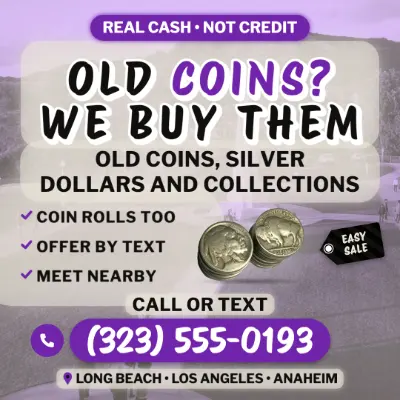 REAL CASH • NOT CREDIT
OLD COINS?
WE BUY THEM
OLD COINS, SILVER
DOLLARS AND COLLECTIONS
COIN ROLLS TOO
OFFER BY TEXT
MEET NEARBY
EASY
SALE
CALL OR TEXT
(323) 555-0193
LONG BEACH • LOS ANGELES • ANAHEIM